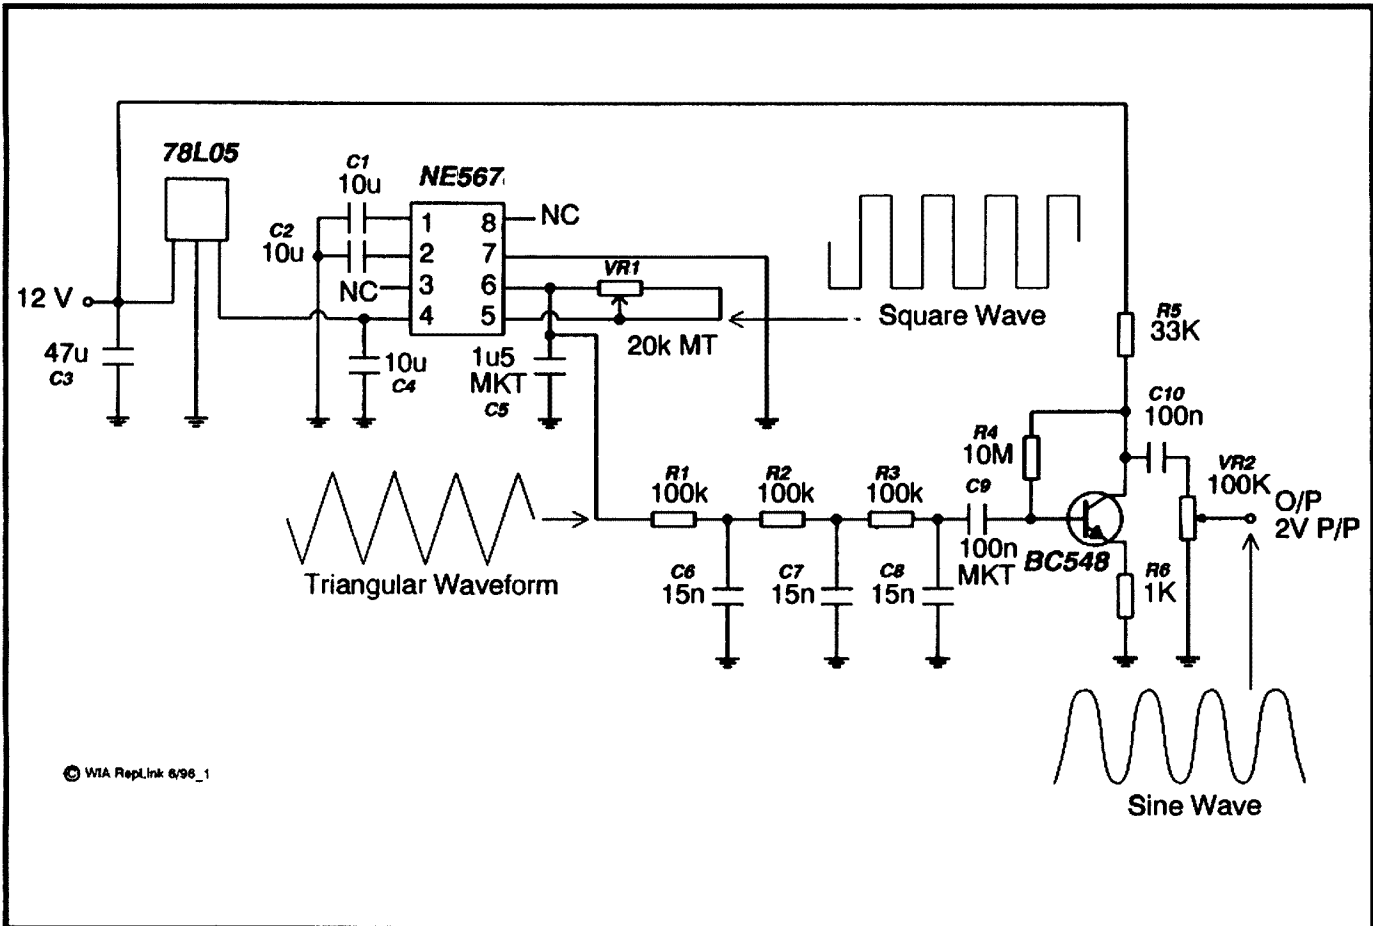 78L05
C1
10u
NE567
C2
10u
1
2
3
4
8
7
6
5
NC
NC
VR1
20k MT
Square Wave
12 V
47u
C3
10u
C4
1u5
MKT
C5
R5
33K
C10
100n
R4
10M
VR2
100K
O/P
2V P/P
R1
100k
R2
100k
R3
100k
C9
100n
MKT
BC548
R6
1K
C6
15n
C7
15n
C8
15n
Triangular Waveform
Sine Wave
© WIA RepLink 6/96_1